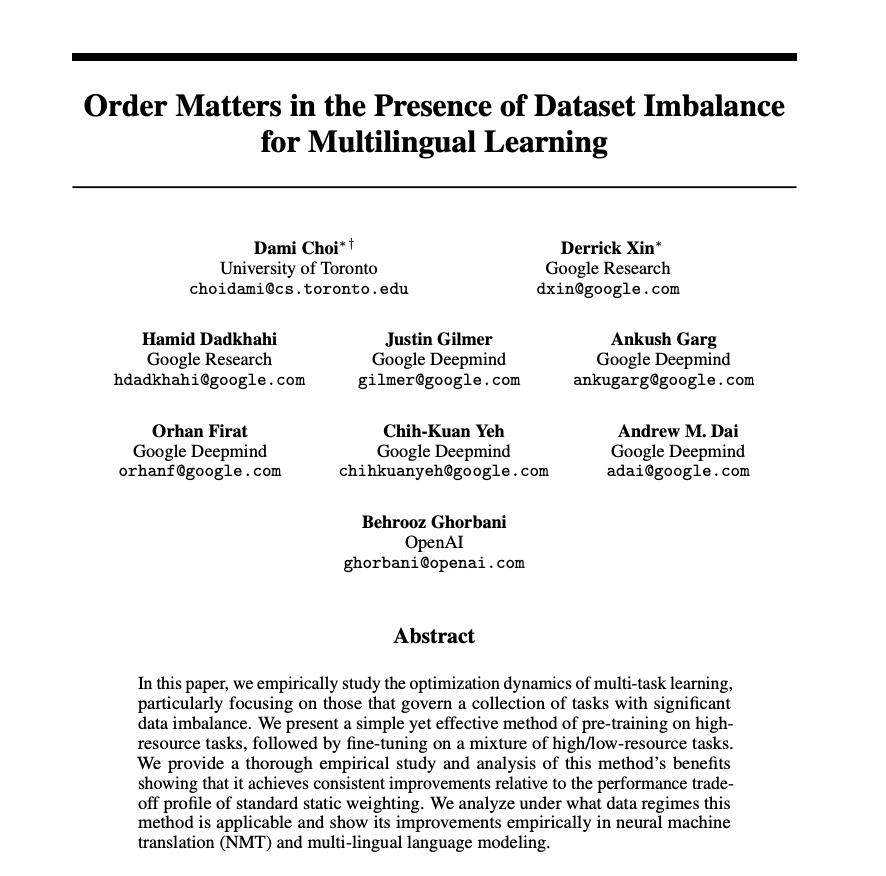 Order Matters in the Presence of Dataset Imbalance
for Multilingual Learning
Dami Choi*†
University of Toronto
choidami@cs.toronto.edu
Derrick Xin*
Google Research
dxin@google.com
Hamid Dadkhahi
Google Research
hdadkhahi@google.com
Justin Gilmer
Google Deepmind
gilmer@google.com
Ankush Garg
Google Deepmind
ankugarg@google.com
Orhan Firat
Google Deepmind
orhanf@google.com
Chih-Kuan Yeh
Google Deepmind
chihkuanyeh@google.com
Andrew M. Dai
Google Deepmind
adai@google.com
Behrooz Ghorbani
OpenAI
ghorbani@openai.com
Abstract
In this paper, we empirically study the optimization dynamics of multi-task learning,
particularly focusing on those that govern a collection of tasks with significant
data imbalance. We present a simple yet effective method of pre-training on high-
resource tasks, followed by fine-tuning on a mixture of high/low-resource tasks.
We provide a thorough empirical study and analysis of this method's benefits
showing that it achieves consistent improvements relative to the performance trade-
off profile of standard static weighting. We analyze under what data regimes this
method is applicable and show its improvements empirically in neural machine
translation (NMT) and multi-lingual language modeling.